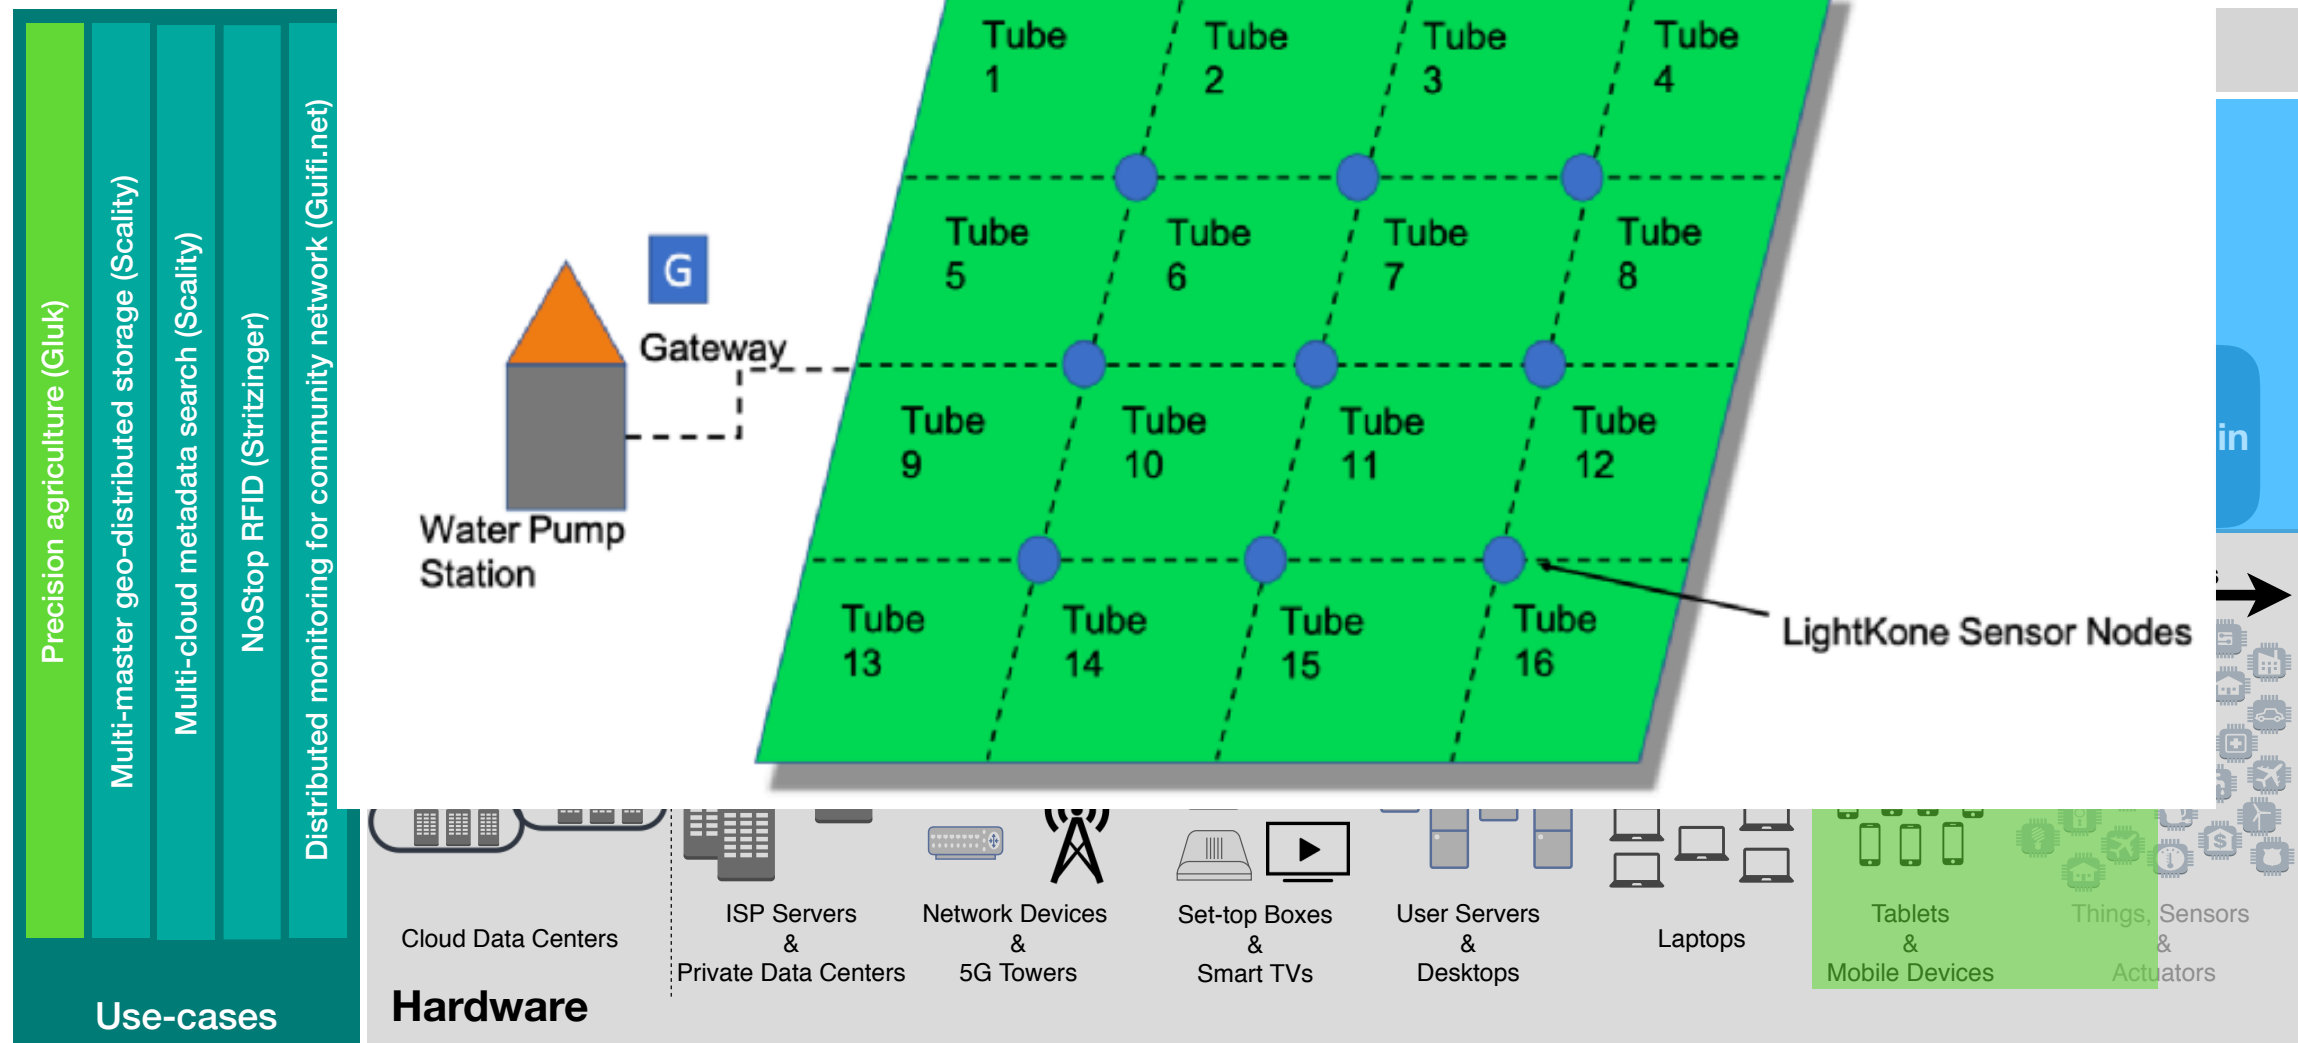 Precision agriculture (Gluk)
Multi-master geo-distributed storage (Scality)
Multi-cloud metadata search (Scality)
NoStop RFID (Stritzinger)
Distributed monitoring for community network (Guifi.net)
Use-cases
Tube
1
Tube
2
Tube
3
Tube
4
Tube
5
Tube
6
Tube
7
Tube
8
Tube
9
Tube
10
Tube
11
Tube
12
Tube
13
Tube
14
Tube
15
Tube
16
G
Gateway
Water Pump
Station
LightKone Sensor Nodes
in
Cloud Data Centers
ISP Servers
&
Private Data Centers
Network Devices
&
5G Towers
Set-top Boxes
&
Smart TVs
User Servers
&
Desktops
Laptops
Tablets
&
Mobile Devices
Things, Sensors
&
Actuators
Hardware